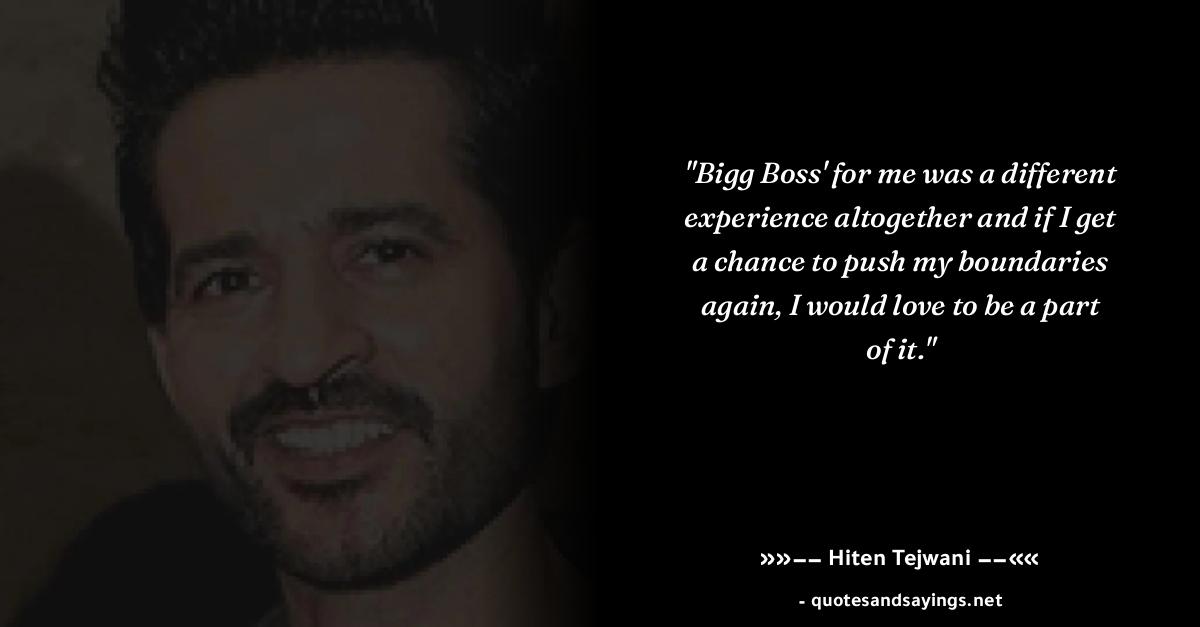 "Bigg Boss' for me was a different
experience altogether and if I get
a chance to push my boundaries
again, I would love to be a part
of it."
»»−− Hiten Tejwani −−««
- quotesandsayings.net